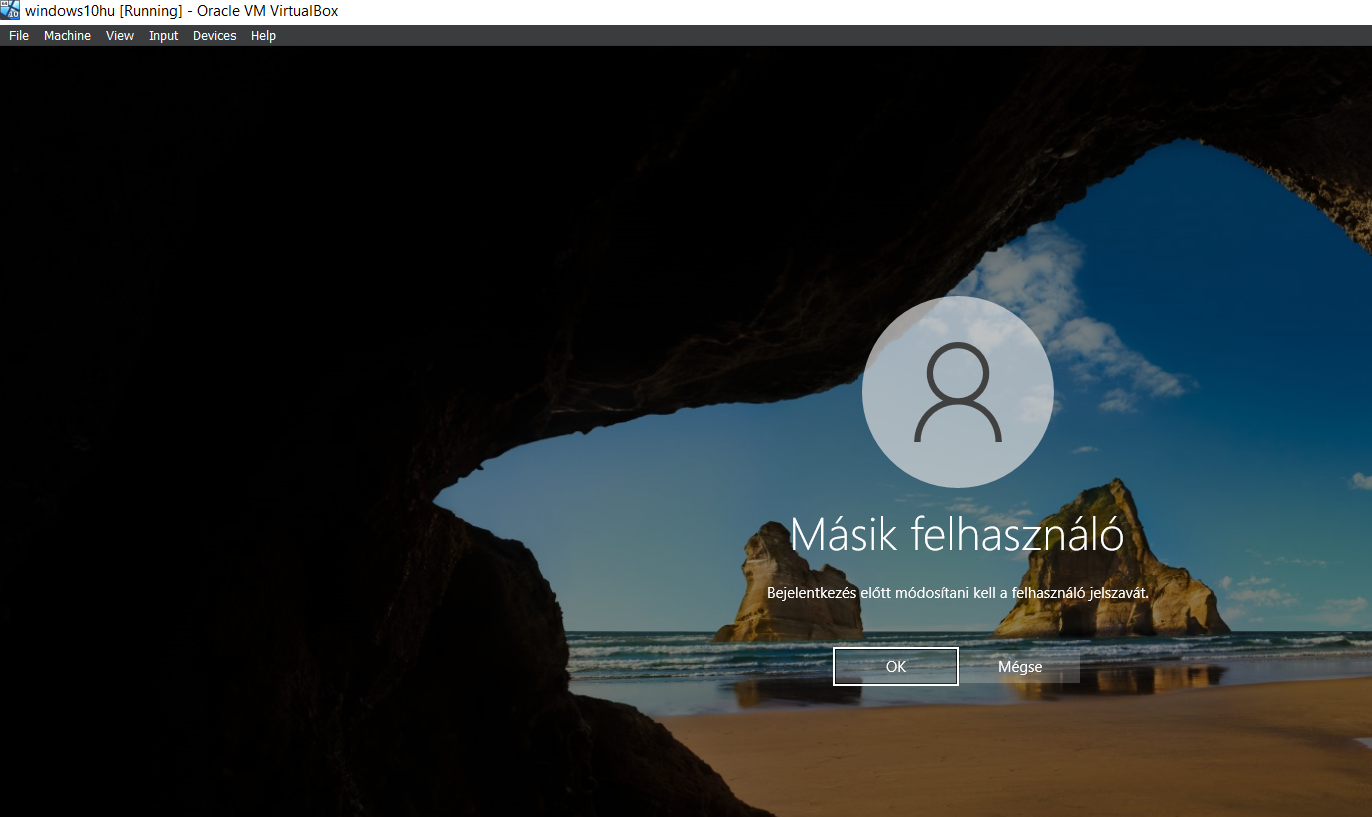 windows10hu [Running] - Oracle VM VirtualBox
File Machine View Input Devices Help
Másik felhasználó
Bejelentkezés előtt módosítani kell a felhasználó jelszavát.
OK Mégse